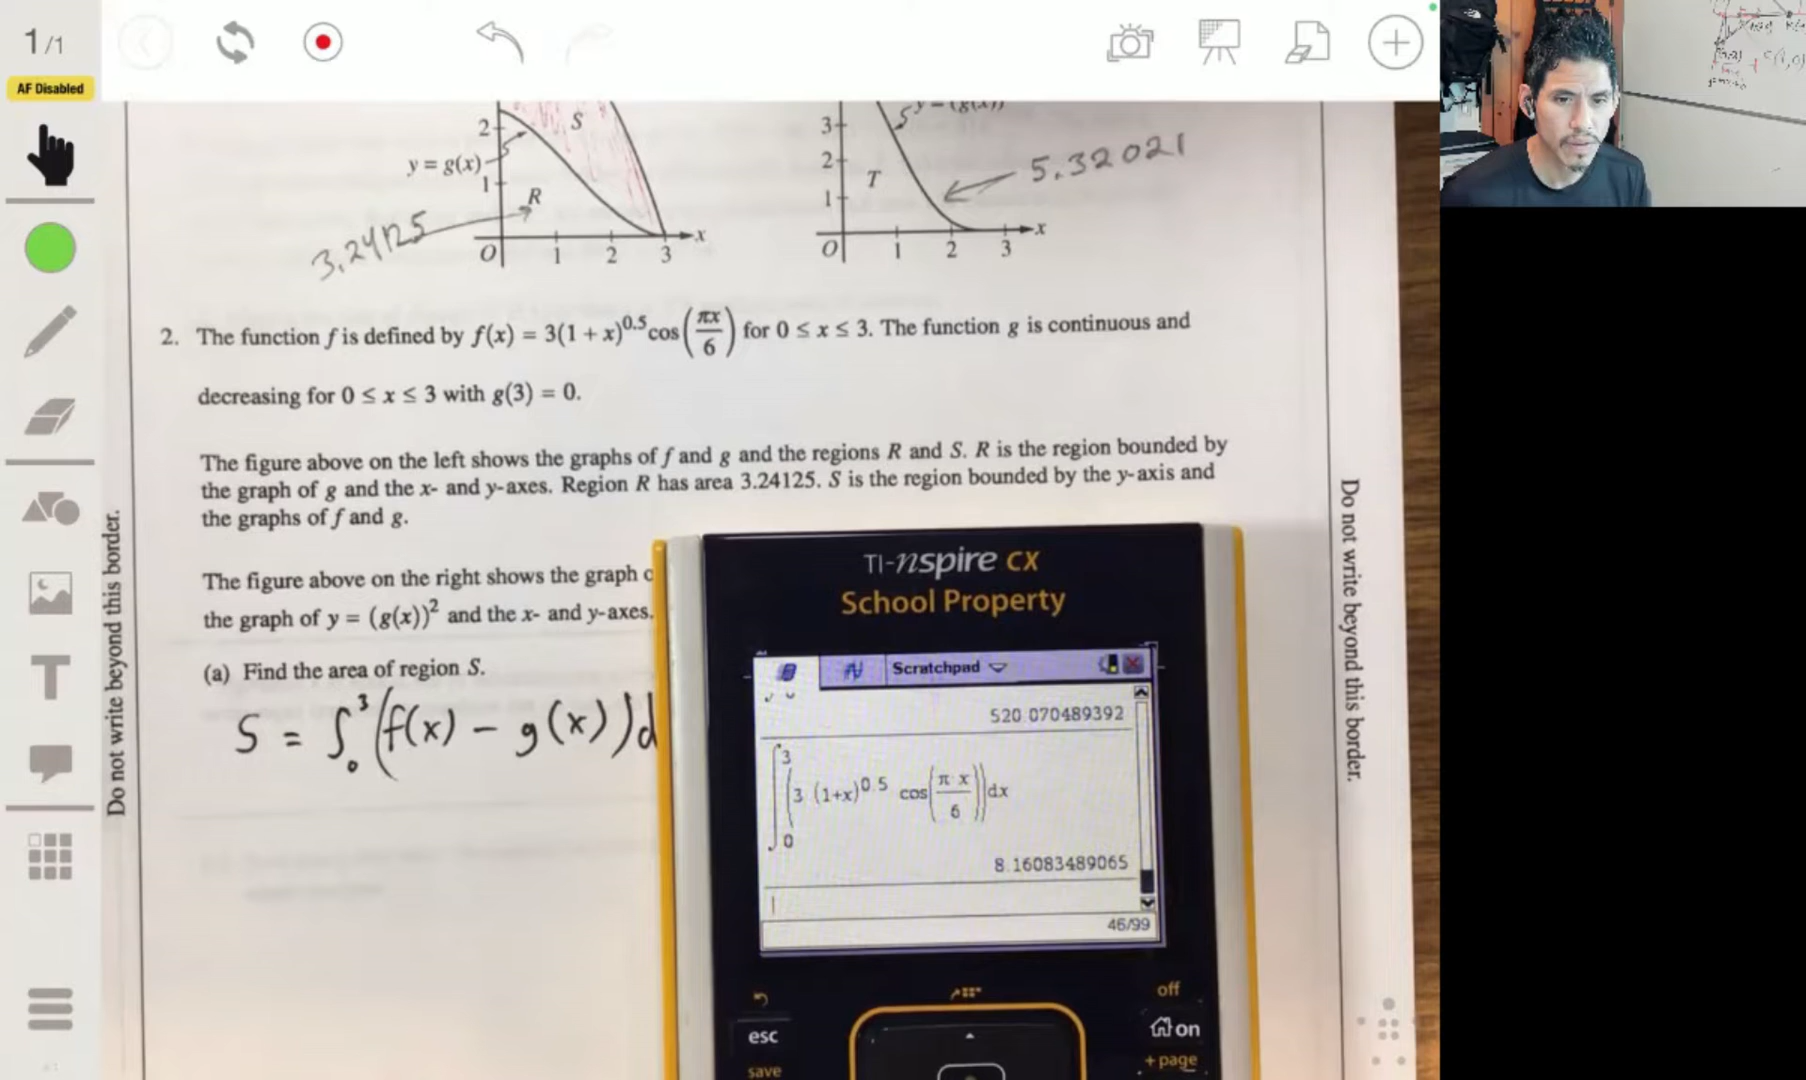 1/1
AF Disabled
2
S
y = g(x)
1
R
3.24125
O 1 2 3 x
3
y = (g(x))
2
T
1
5.32021
O 1 2 3 x
2. The function f is defined by f(x) = 3(1 + x)^0.5 cos(πx/6) for 0 ≤ x ≤ 3. The function g is continuous and
decreasing for 0 ≤ x ≤ 3 with g(3) = 0.
The figure above on the left shows the graphs of f and g and the regions R and S. R is the region bounded by
the graph of g and the x- and y-axes. Region R has area 3.24125. S is the region bounded by the y-axis and
the graphs of f and g.
The figure above on the right shows the graph
the graph of y = (g(x))² and the x- and y-axes.
(a) Find the area of region S.
S = ∫₀³ (f(x) − g(x))d
Do not write beyond this border.
Do not write beyond this border.
TI-nspire CX
School Property
Scratchpad
520.070489392
∫₀³ (3 (1+x)^0.5 cos(π x/6))dx
8.16083489065
46/99
esc
save
off
on
+page
T